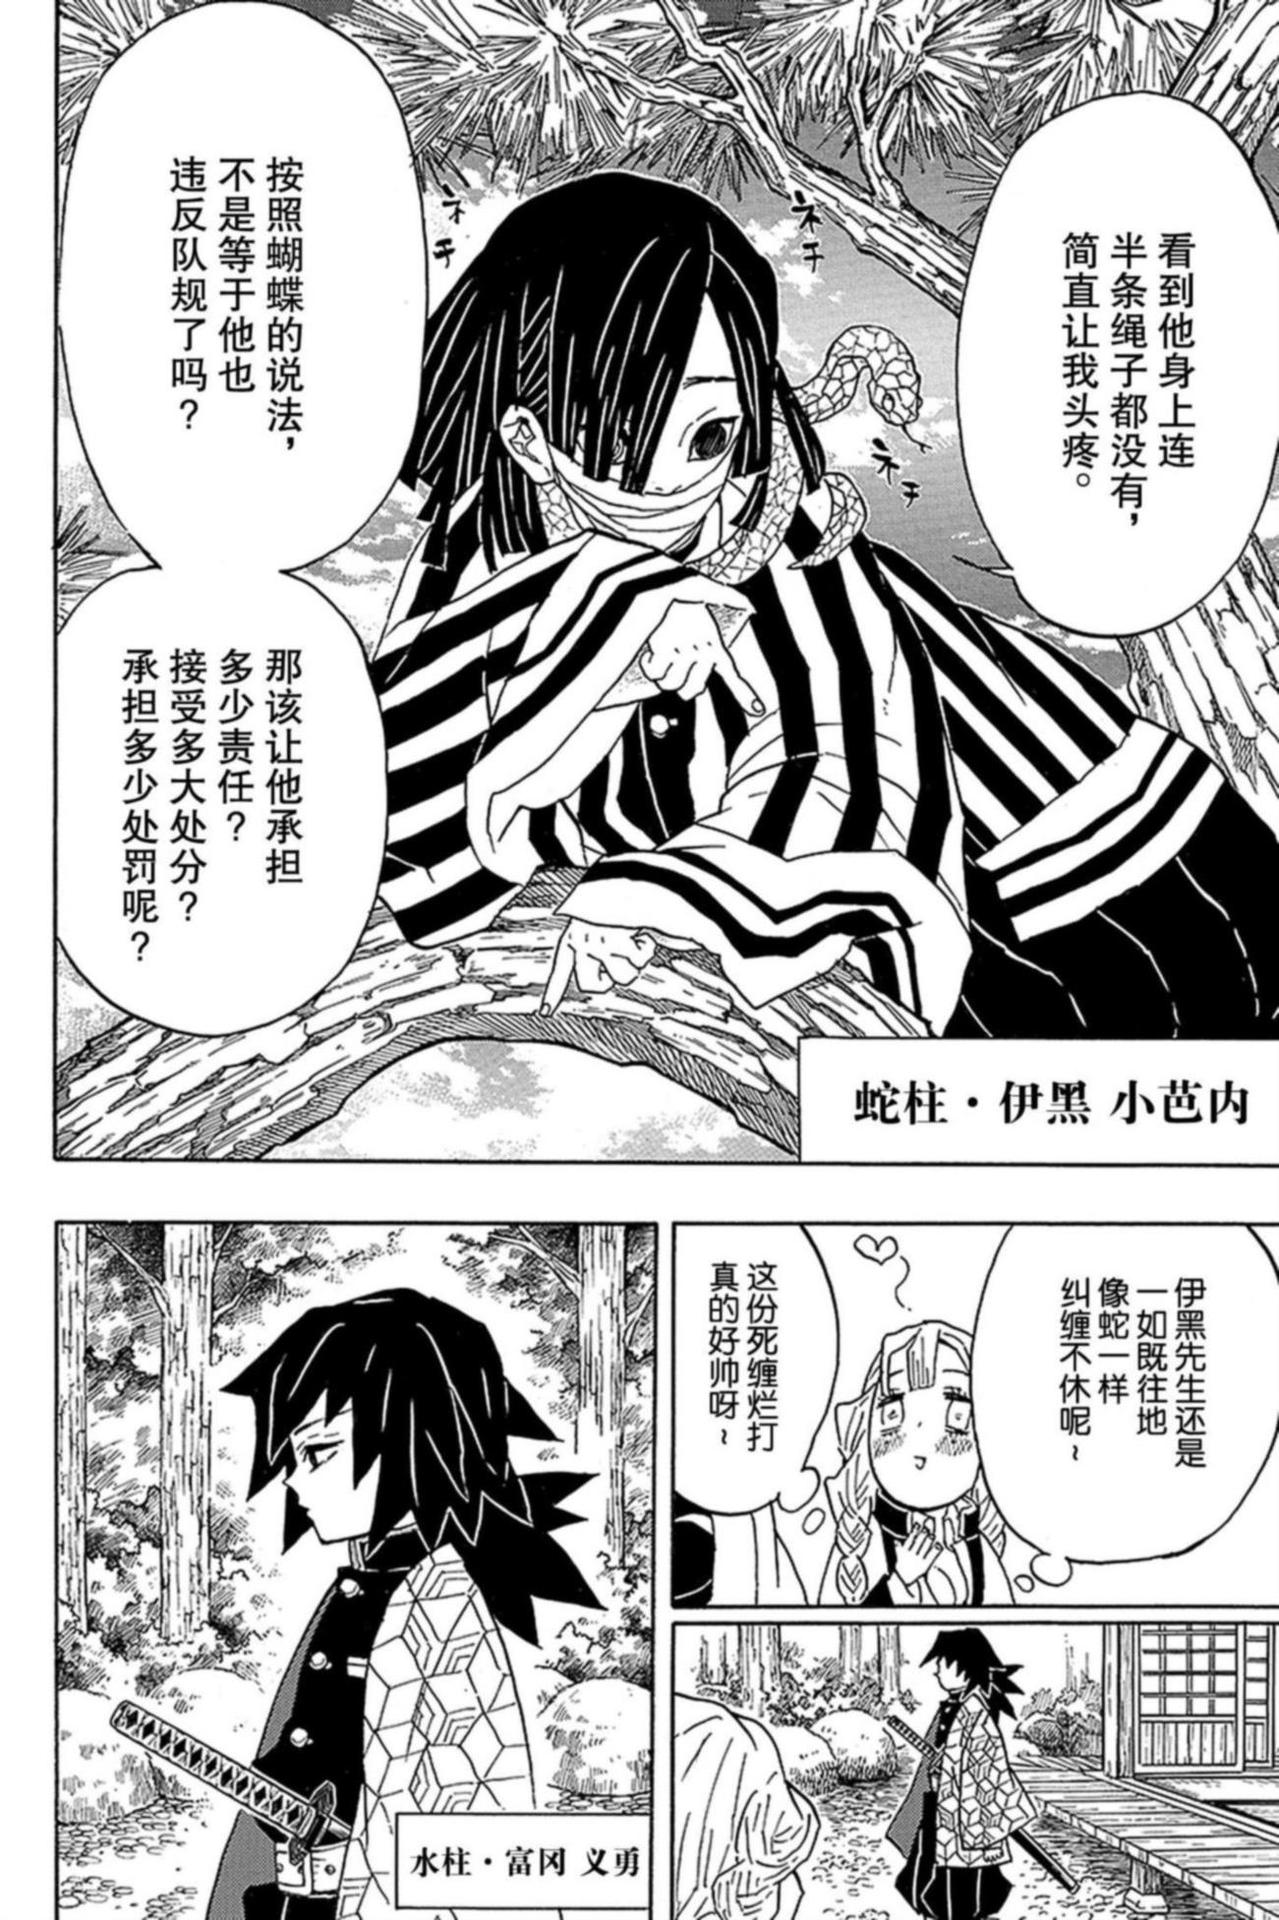 看到他身上连
半条绳子都没有，
简直让我头疼。
ネチ
ネチ
ネチ
按照蝴蝶的说法，
不是等于他也
违反队规了吗？
那该让他承担
多少责任？
接受多大处分？
承担多少处罚呢？
蛇柱·伊黑 小芭内
伊黑先生还是
一如既往地
像蛇一样
纠缠不休呢~
这份死缠烂打
真的好帅呀~
水柱·富冈 义勇